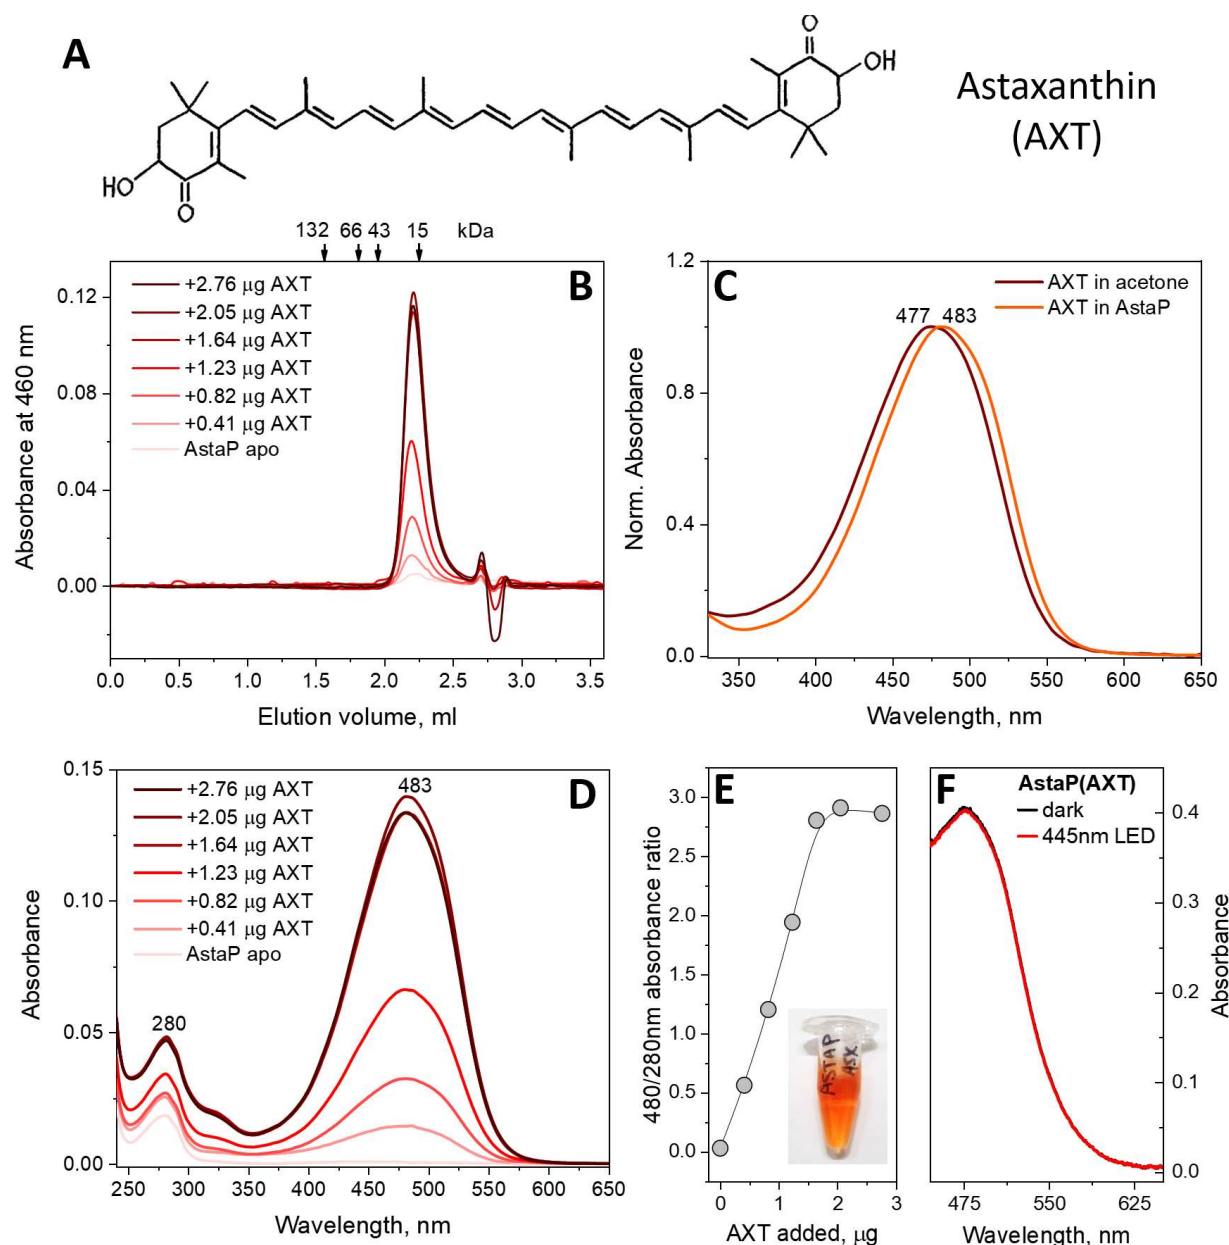 A
O
OH
HO
O
Astaxanthin
(AXT)
132 66 43 15 kDa
B
+2.76 μg AXT
+2.05 μg AXT
+1.64 μg AXT
+1.23 μg AXT
+0.82 μg AXT
+0.41 μg AXT
AstaP apo
Absorbance at 460 nm
0.12
0.08
0.04
0.00
0.0 0.5 1.0 1.5 2.0 2.5 3.0 3.5
Elution volume, ml
C
AXT in acetone
AXT in AstaP
477 483
Norm. Absorbance
1.2
0.8
0.4
0.0
350 400 450 500 550 600 650
Wavelength, nm
D
+2.76 μg AXT
+2.05 μg AXT
+1.64 μg AXT
+1.23 μg AXT
+0.82 μg AXT
+0.41 μg AXT
AstaP apo
483
280
Absorbance
0.15
0.10
0.05
0.00
250 300 350 400 450 500 550 600 650
Wavelength, nm
E
480/280nm absorbance ratio
3.0
2.5
2.0
1.5
1.0
0.5
0.0
ASTAP
ASX
0 1 2 3
AXT added, μg
F
AstaP(AXT)
dark
445nm LED
0.4
0.3
0.2
0.1
0.0
Absorbance
475 550 625
Wavelength, nm